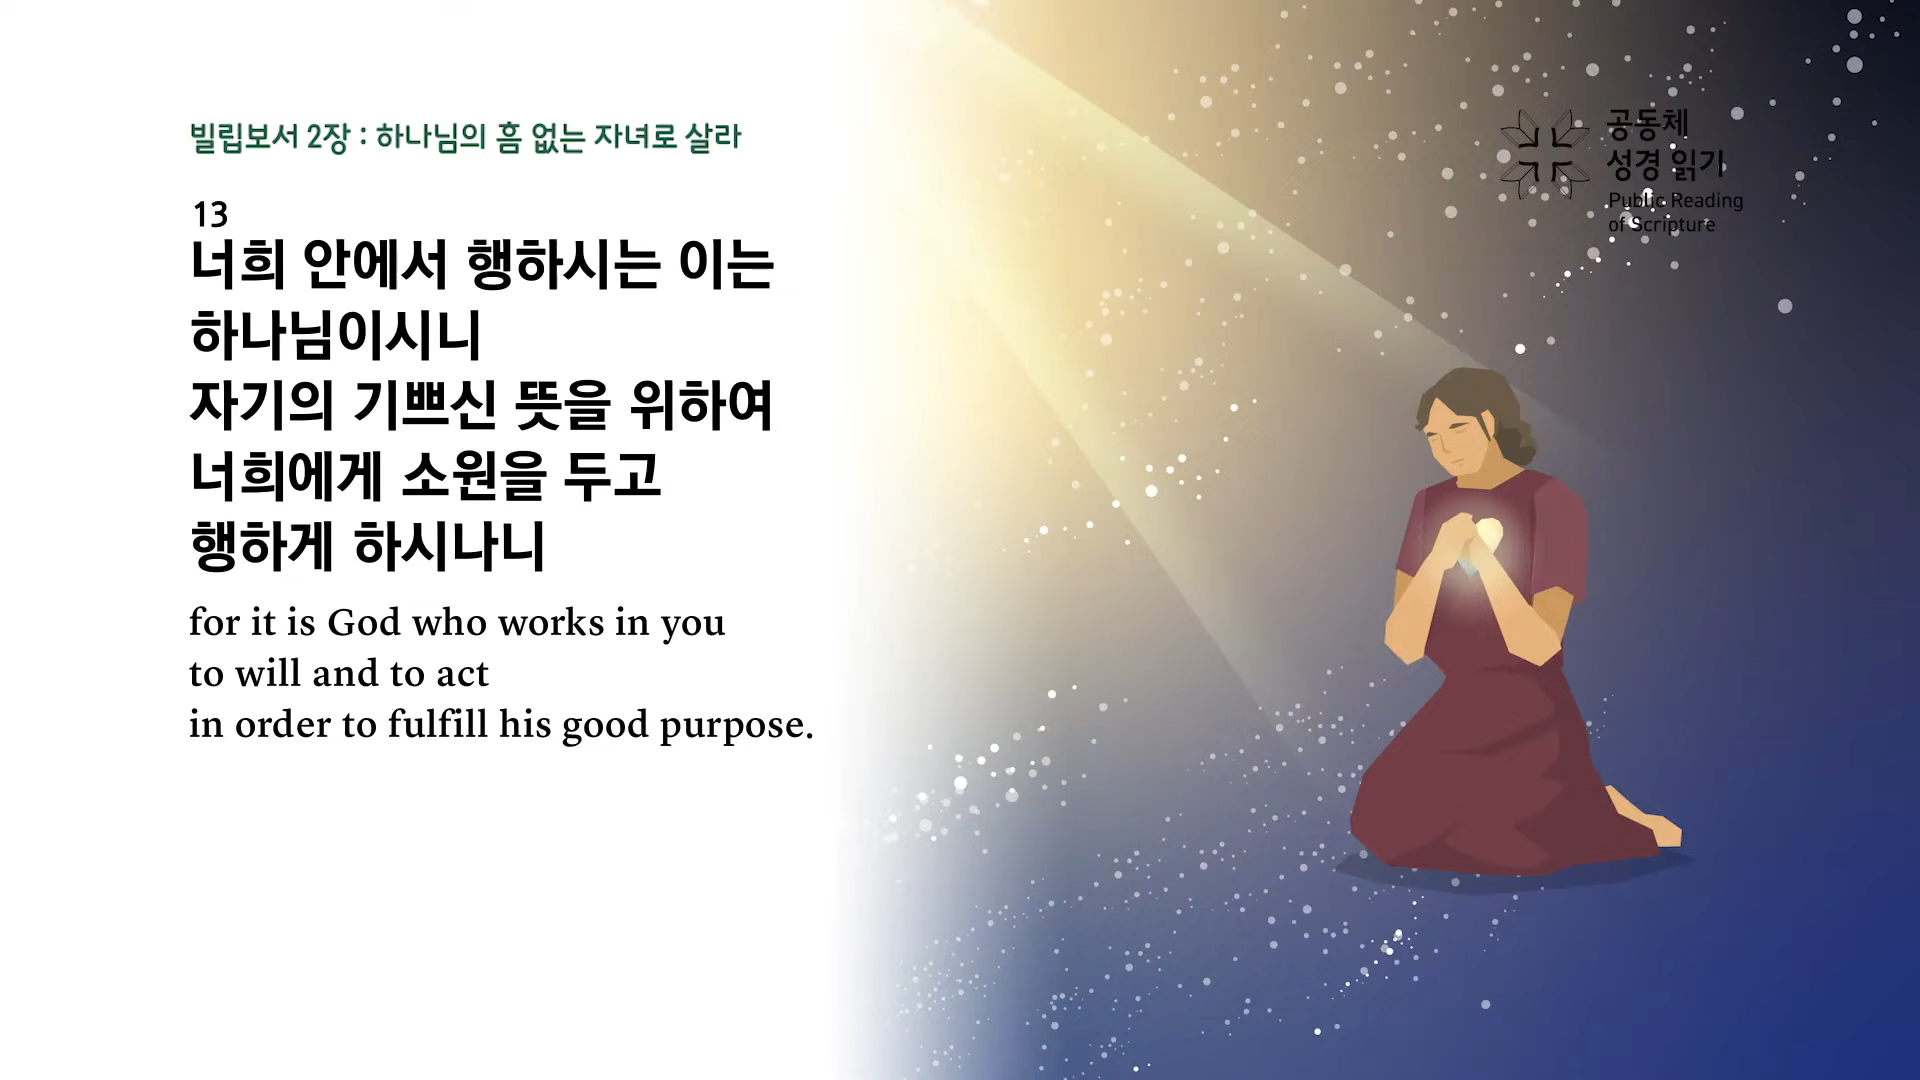 빌립보서 2장 : 하나님의 흠 없는 자녀로 살라
13
너희 안에서 행하시는 이는
하나님이시니
자기의 기쁘신 뜻을 위하여
너희에게 소원을 두고
행하게 하시나니
for it is God who works in you
to will and to act
in order to fulfill his good purpose.
공동체
성경 읽기
Public Reading
of Scripture